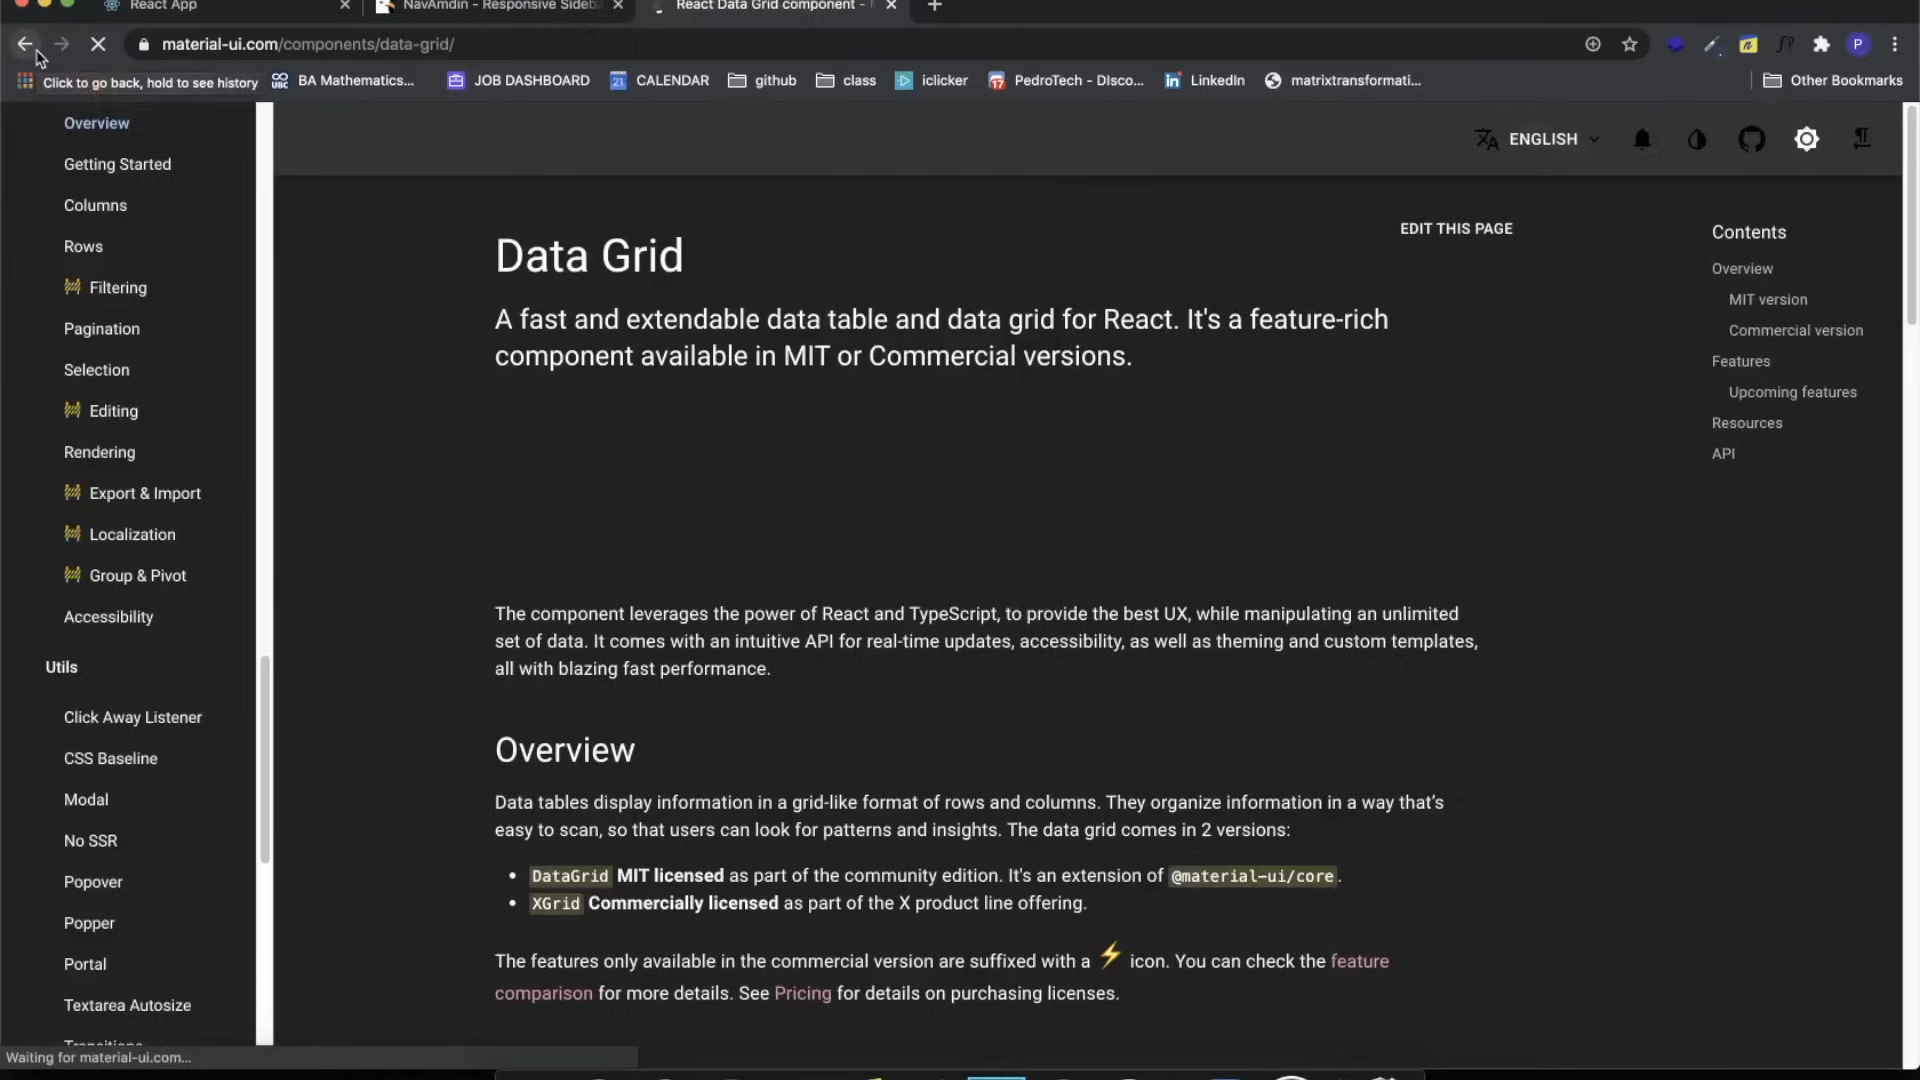 React App
NavAmdin - Responsive Sideb
React Data Grid component -
material-ui.com/components/data-grid/
Click to go back, hold to see history
BA Mathematics...
JOB DASHBOARD
CALENDAR
github
class
iclicker
PedroTech - DIsco...
LinkedIn
matrixtransformati...
Other Bookmarks
Overview
Getting Started
Columns
Rows
Filtering
Pagination
Selection
Editing
Rendering
Export & Import
Localization
Group & Pivot
Accessibility
Utils
Click Away Listener
CSS Baseline
Modal
No SSR
Popover
Popper
Portal
Textarea Autosize
Transitions
Waiting for material-ui.com...
ENGLISH
EDIT THIS PAGE
Data Grid
A fast and extendable data table and data grid for React. It's a feature-rich
component available in MIT or Commercial versions.
The component leverages the power of React and TypeScript, to provide the best UX, while manipulating an unlimited
set of data. It comes with an intuitive API for real-time updates, accessibility, as well as theming and custom templates,
all with blazing fast performance.
Overview
Data tables display information in a grid-like format of rows and columns. They organize information in a way that's
easy to scan, so that users can look for patterns and insights. The data grid comes in 2 versions:
• DataGrid MIT licensed as part of the community edition. It's an extension of @material-ui/core.
• XGrid Commercially licensed as part of the X product line offering.
The features only available in the commercial version are suffixed with a ⚡ icon. You can check the feature
comparison for more details. See Pricing for details on purchasing licenses.
Contents
Overview
MIT version
Commercial version
Features
Upcoming features
Resources
API